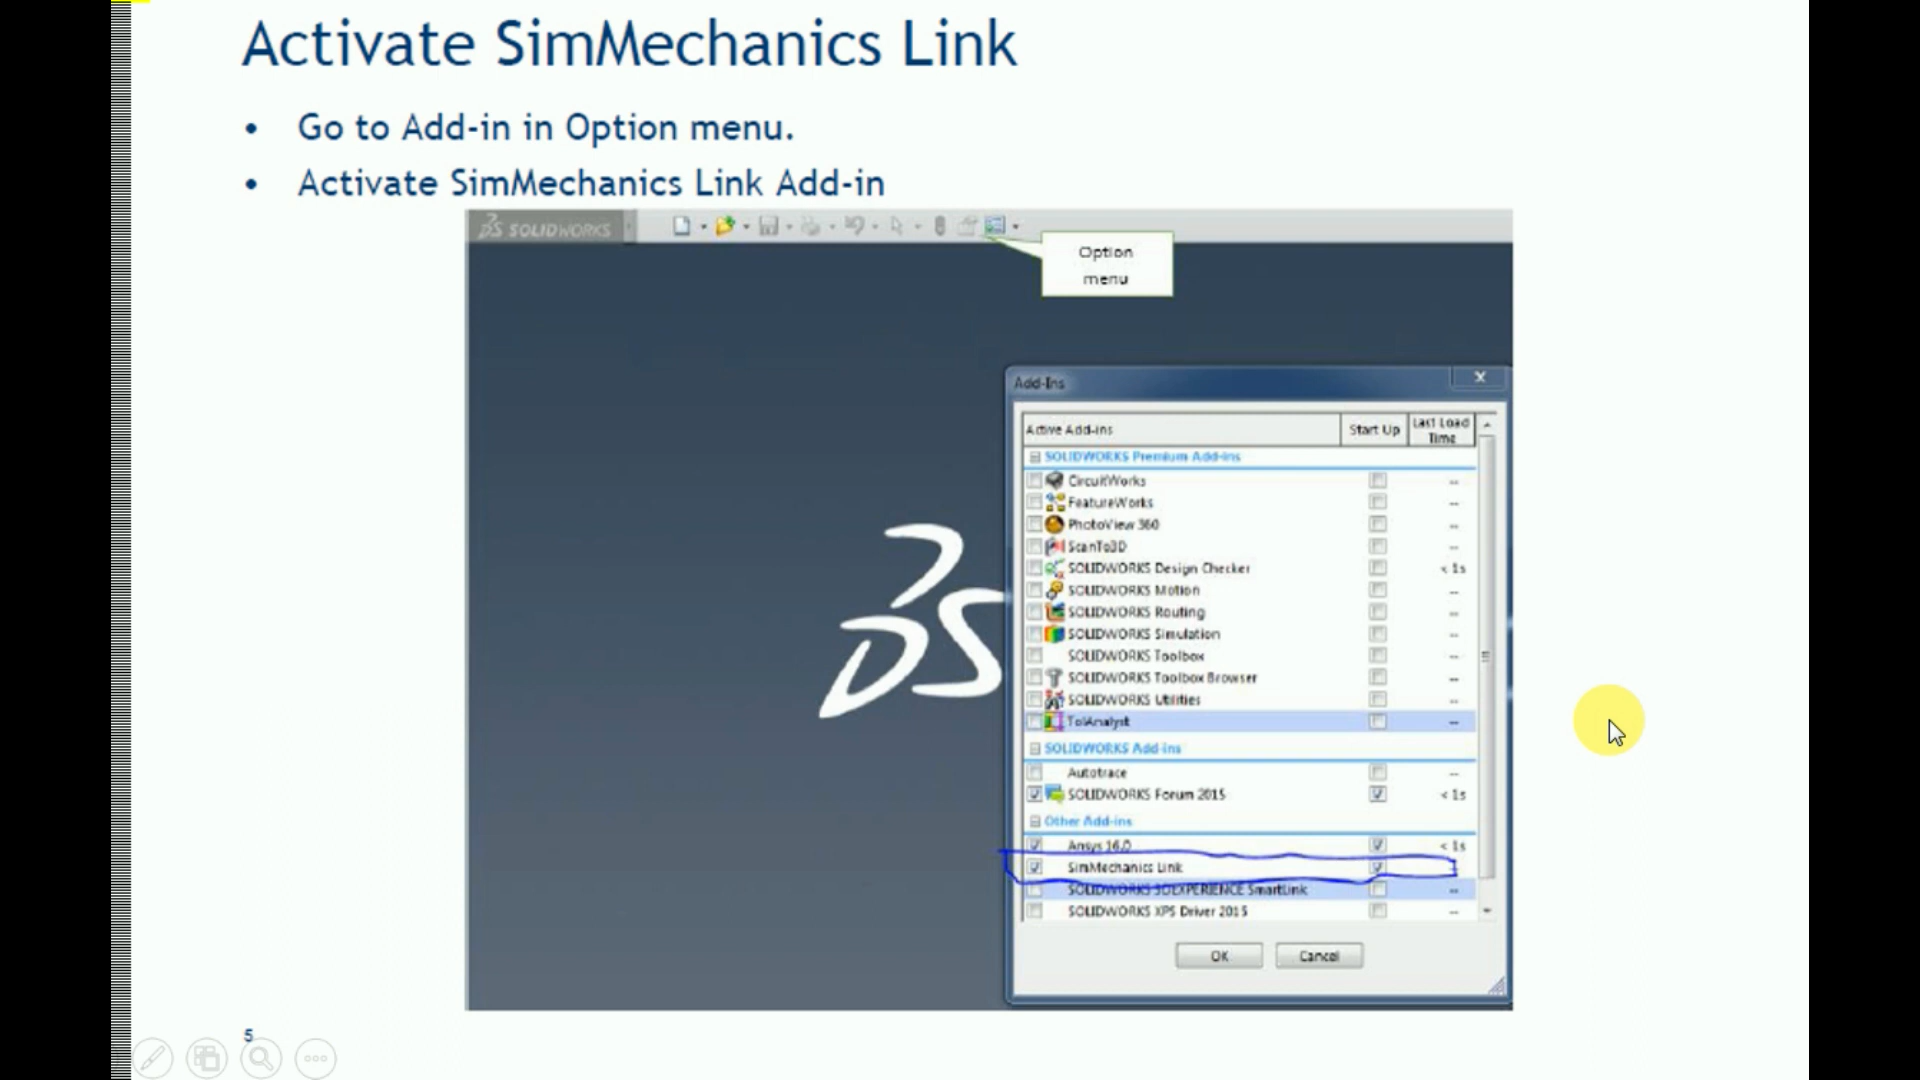 Activate SimMechanics Link
• Go to Add-in in Option menu.
• Activate SimMechanics Link Add-in
SOLIDWORKS
Option
menu
Add-Ins
Active Add-ins Start Up Last Load
Time
SOLIDWORKS Premium Add-ins
CircuitWorks --
FeatureWorks --
PhotoView 360 --
ScanTo3D --
SOLIDWORKS Design Checker < 1s
SOLIDWORKS Motion --
SOLIDWORKS Routing --
SOLIDWORKS Simulation --
SOLIDWORKS Toolbox --
SOLIDWORKS Toolbox Browser --
SOLIDWORKS Utilities --
TolAnalyst --
SOLIDWORKS Add-ins
Autotrace --
SOLIDWORKS Forum 2015 < 1s
Other Add-ins
Ansys 16.0 < 1s
SimMechanics Link
SOLIDWORKS 3DEXPERIENCE SmartLink --
SOLIDWORKS XPS Driver 2015 --
OK Cancel
5